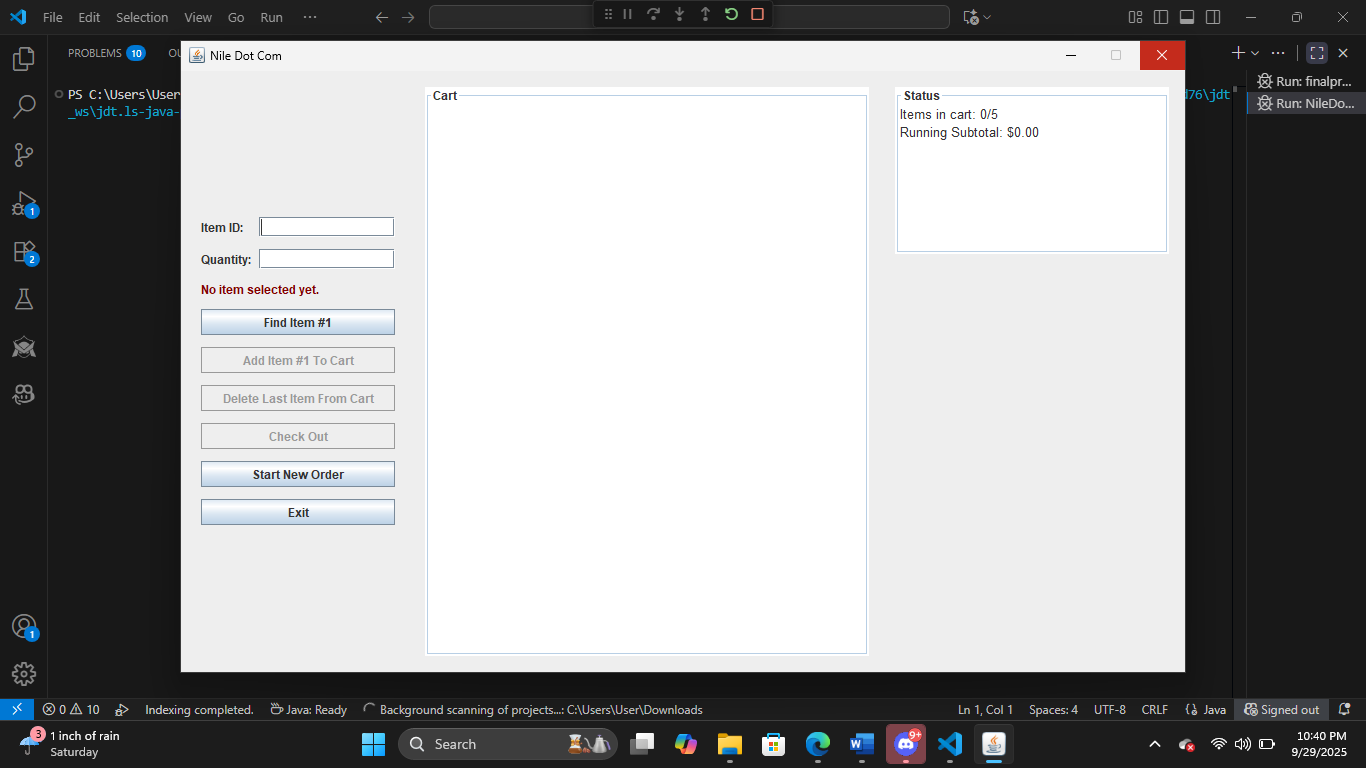 File Edit Selection View Go Run ···
PROBLEMS 10
Nile Dot Com
PS C:\Users\User
d76\jdt
_ws\jdt.ls-java-
Run: finalpr...
Run: NileDo...
Cart
Status
Items in cart: 0/5
Running Subtotal: $0.00
Item ID:
Quantity:
No item selected yet.
Find Item #1
Add Item #1 To Cart
Delete Last Item From Cart
Check Out
Start New Order
Exit
1
2
1
0 10 Indexing completed. Java: Ready Background scanning of projects...: C:\Users\User\Downloads Ln 1, Col 1 Spaces: 4 UTF-8 CRLF Java Signed out
3
1 inch of rain
Saturday
Search
9+
10:40 PM
9/29/2025